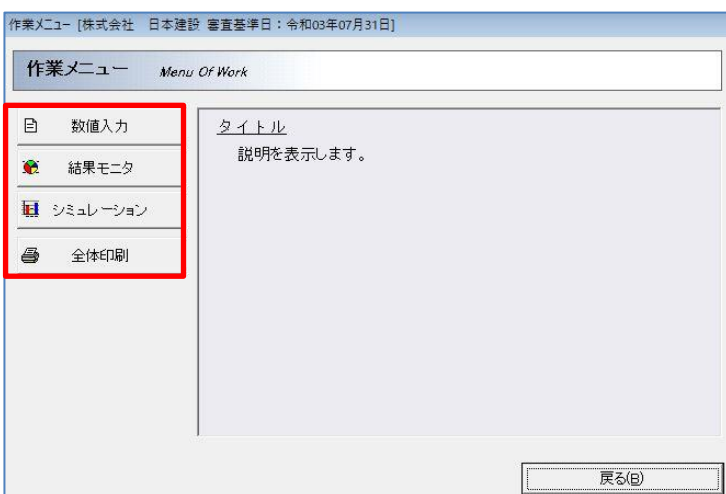 作業メニュー [株式会社　日本建設 審査基準日：令和03年07月31日]
作業メニュー Menu Of Work
数値入力
結果モニタ
シミュレーション
全体印刷
タイトル
説明を表示します。
戻る(B)